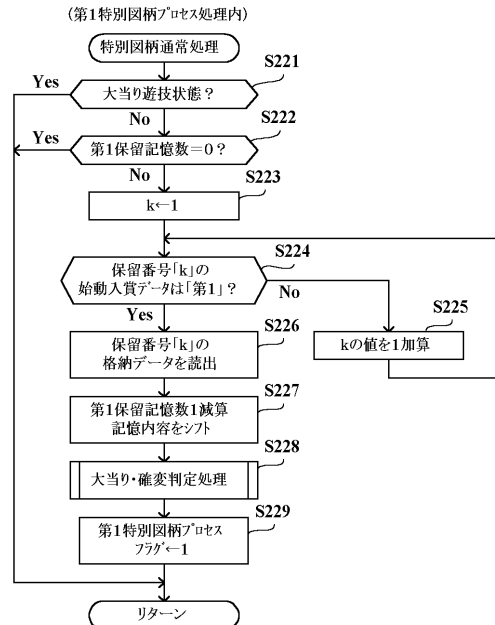 (第1特別図柄プロセス処理内)
特別図柄通常処理
S221
Yes
大当り遊技状態？
No
S222
Yes
第1保留記憶数＝0？
No
S223
k←1
S224
保留番号「k」の
始動入賞データは「第1」？
No
Yes
S225
kの値を1加算
S226
保留番号「k」の
格納データを読出
S227
第1保留記憶数1減算
記憶内容をシフト
S228
大当り・確変判定処理
S229
第1特別図柄プロセス
フラグ←1
リターン